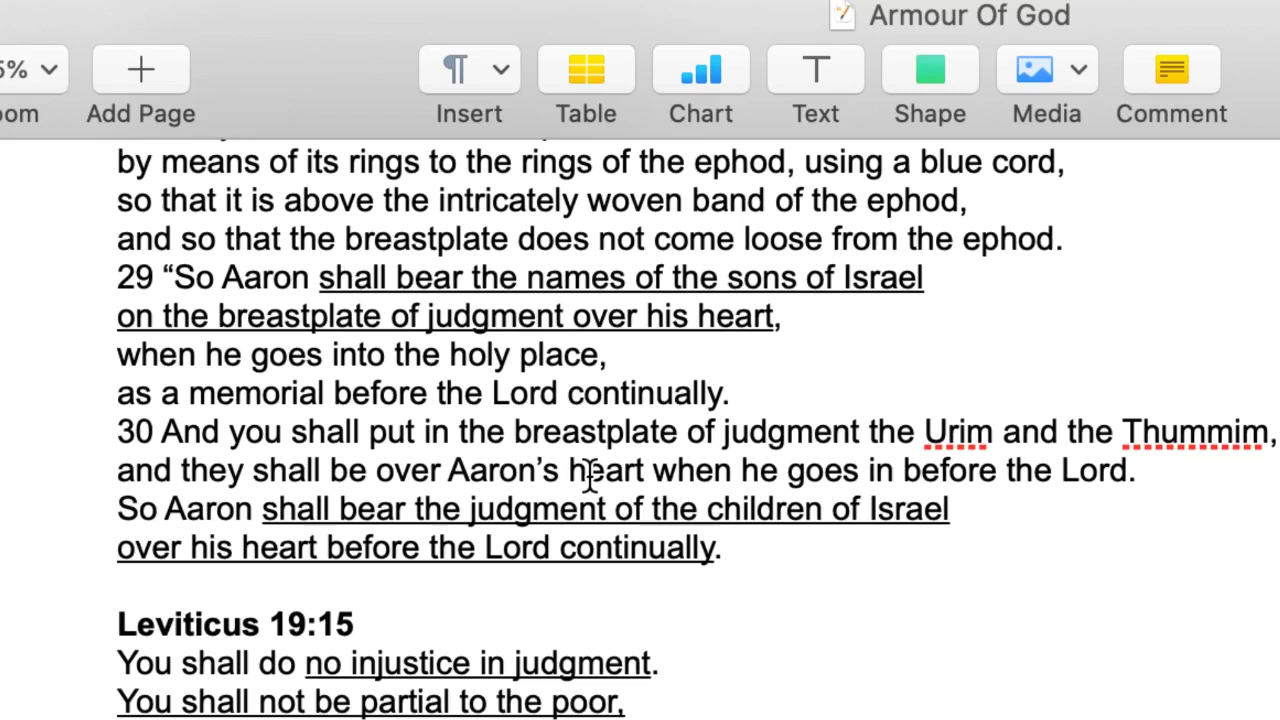 Armour Of God
5%
Add Page
Insert
Table
Chart
Text
Shape
Media
Comment
by means of its rings to the rings of the ephod, using a blue cord,
so that it is above the intricately woven band of the ephod,
and so that the breastplate does not come loose from the ephod.
29 “So Aaron shall bear the names of the sons of Israel
on the breastplate of judgment over his heart,
when he goes into the holy place,
as a memorial before the Lord continually.
30 And you shall put in the breastplate of judgment the Urim and the Thummim,
and they shall be over Aaron’s heart when he goes in before the Lord.
So Aaron shall bear the judgment of the children of Israel
over his heart before the Lord continually.
Leviticus 19:15
You shall do no injustice in judgment.
You shall not be partial to the poor,